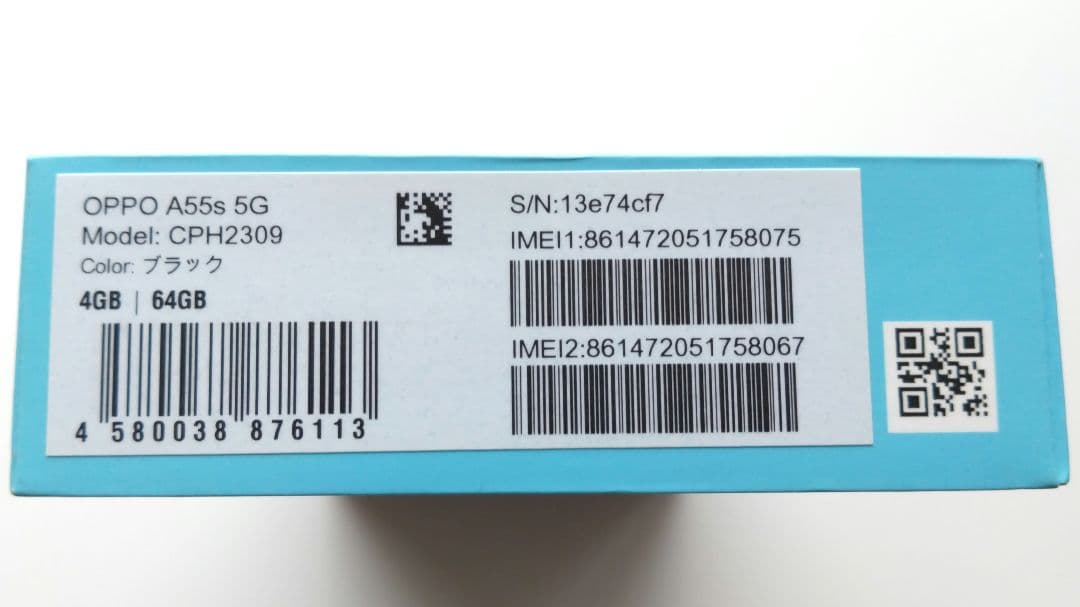 OPPO A55s 5G
Model: CPH2309
Color: ブラック
4GB | 64GB
4 580038 876113
S/N:13e74cf7
IMEI1:861472051758075
IMEI2:861472051758067